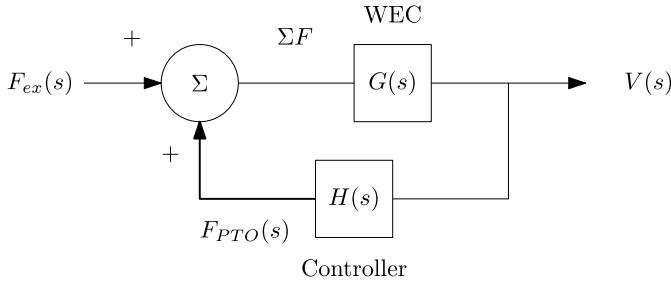 WEC
+
ΣF
F_{ex}(s)
Σ
G(s)
V(s)
+
H(s)
F_{PTO}(s)
Controller